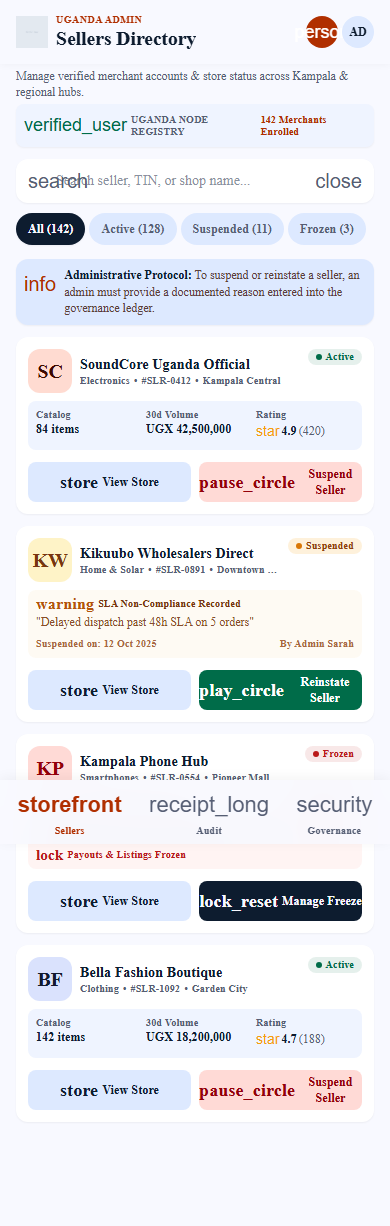 UGANDA ADMIN
Sellers Directory
perso
AD
Manage verified merchant accounts & store status across Kampala &
regional hubs.
verified_user UGANDA NODE REGISTRY
142 Merchants Enrolled
search
Search seller, TIN, or shop name...
close
All (142)
Active (128)
Suspended (11)
Frozen (3)
info
Administrative Protocol: To suspend or reinstate a seller, an
admin must provide a documented reason entered into the
governance ledger.
SC
SoundCore Uganda Official
Active
Electronics • #SLR-0412 • Kampala Central
Catalog
30d Volume
Rating
84 items
UGX 42,500,000
star 4.9 (420)
store View Store
pause_circle Suspend Seller
KW
Kikuubo Wholesalers Direct
Suspended
Home & Solar • #SLR-0891 • Downtown ...
warning SLA Non-Compliance Recorded
"Delayed dispatch past 48h SLA on 5 orders"
Suspended on: 12 Oct 2025
By Admin Sarah
store View Store
play_circle Reinstate Seller
KP
Kampala Phone Hub
Frozen
Smartphones • #SLR-0554 • Pioneer Mall
storefront
receipt_long
security
Sellers
Audit
Governance
lock Payouts & Listings Frozen
store View Store
lock_reset Manage Freeze
BF
Bella Fashion Boutique
Active
Clothing • #SLR-1092 • Garden City
Catalog
30d Volume
Rating
142 items
UGX 18,200,000
star 4.7 (188)
store View Store
pause_circle Suspend Seller